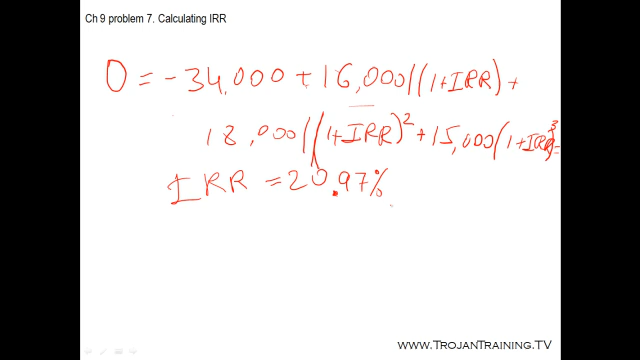 Ch 9 problem 7. Calculating IRR
0 = - 34,000 + 16,000/(1+IRR) +
18,000/(1+IRR)^2 + 15,000(1+IRR)^3 =
IRR = 20.97%
www.TrojanTraining.TV